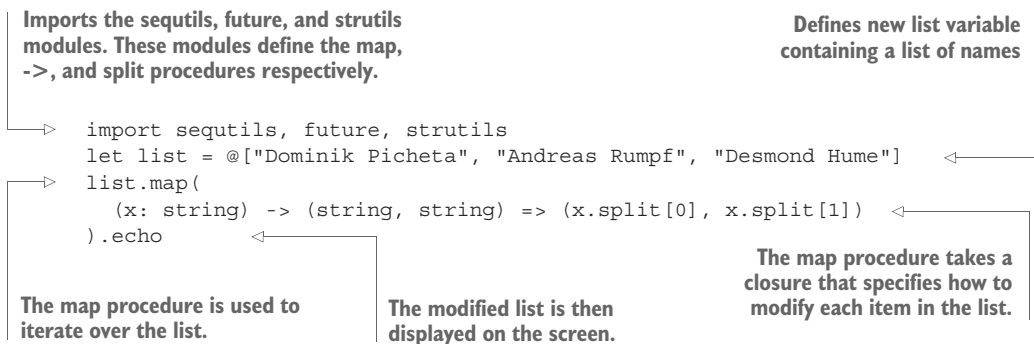 Imports the sequtils, future, and strutils
modules. These modules define the map,
->, and split procedures respectively.
Defines new list variable
containing a list of names
import sequtils, future, strutils
let list = @["Dominik Picheta", "Andreas Rumpf", "Desmond Hume"]
list.map(
(x: string) -> (string, string) => (x.split[0], x.split[1])
).echo
The map procedure takes a
closure that specifies how to
modify each item in the list.
The map procedure is used to
iterate over the list.
The modified list is then
displayed on the screen.